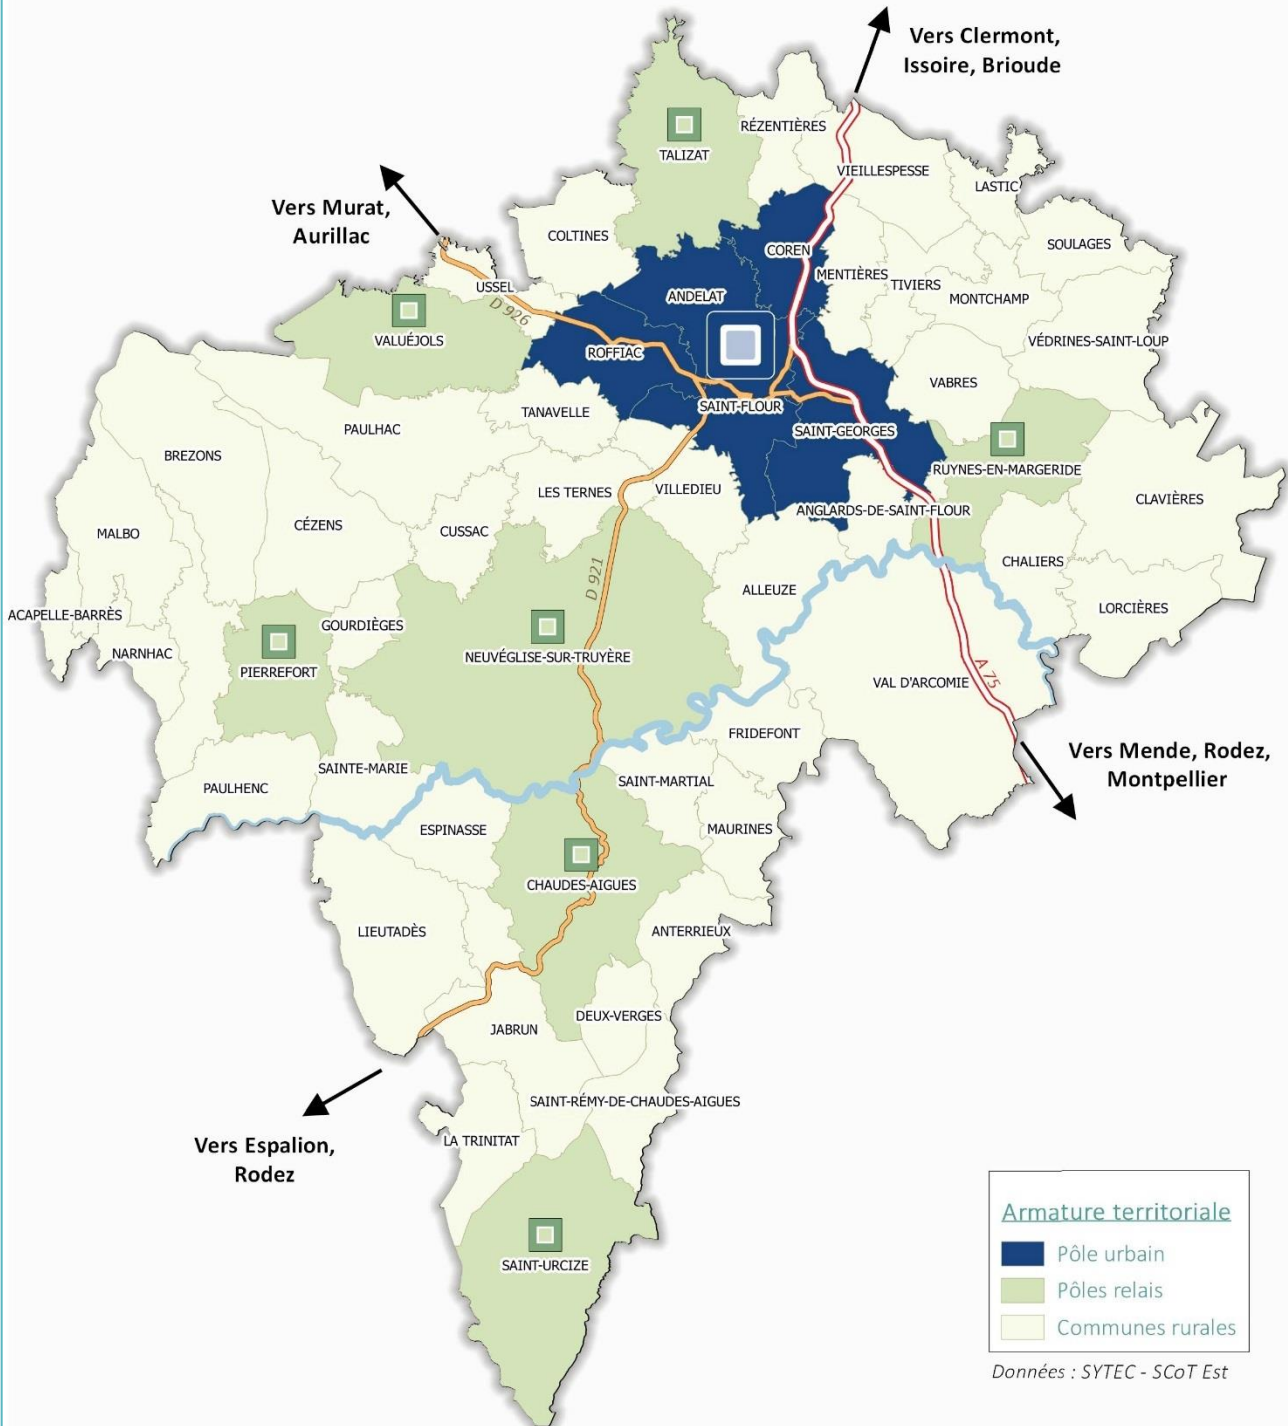 Vers Clermont,
Issoire, Brioude
RÉZENTIÈRES
TALIZAT
VIEILLESPESSE
LASTIC
Vers Murat,
Aurillac
COLTINES
SOULAGES
COREN
MENTIÈRES
TIVIERS
USSEL
ANDELAT
MONTCHAMP
D 926
VALUÉJOLS
VÉDRINES-SAINT-LOUP
ROFFIAC
VABRES
SAINT-FLOUR
TANAVELLE
PAULHAC
SAINT-GEORGES
BREZONS
RUYNES-EN-MARGERIDE
LES TERNES
VILLEDIEU
CLAVIÈRES
ANGLARDS-DE-SAINT-FLOUR
CÉZENS
CUSSAC
MALBO
CHALIERS
D 921
ALLEUZE
LORCIÈRES
ACAPELLE-BARRÈS
GOURDIÈGES
NARNHAC
NEUVÉGLISE-SUR-TRUYÈRE
PIERREFORT
A 75
VAL D'ARCOMIE
FRIDEFONT
Vers Mende, Rodez,
Montpellier
SAINTE-MARIE
SAINT-MARTIAL
PAULHENC
ESPINASSE
MAURINES
CHAUDES-AIGUES
LIEUTADÈS
ANTERRIEUX
DEUX-VERGES
JABRUN
SAINT-RÉMY-DE-CHAUDES-AIGUES
Vers Espalion,
Rodez
LA TRINITAT
SAINT-URCIZE
Armature territoriale
Pôle urbain
Pôles relais
Communes rurales
Données : SYTEC - SCoT Est